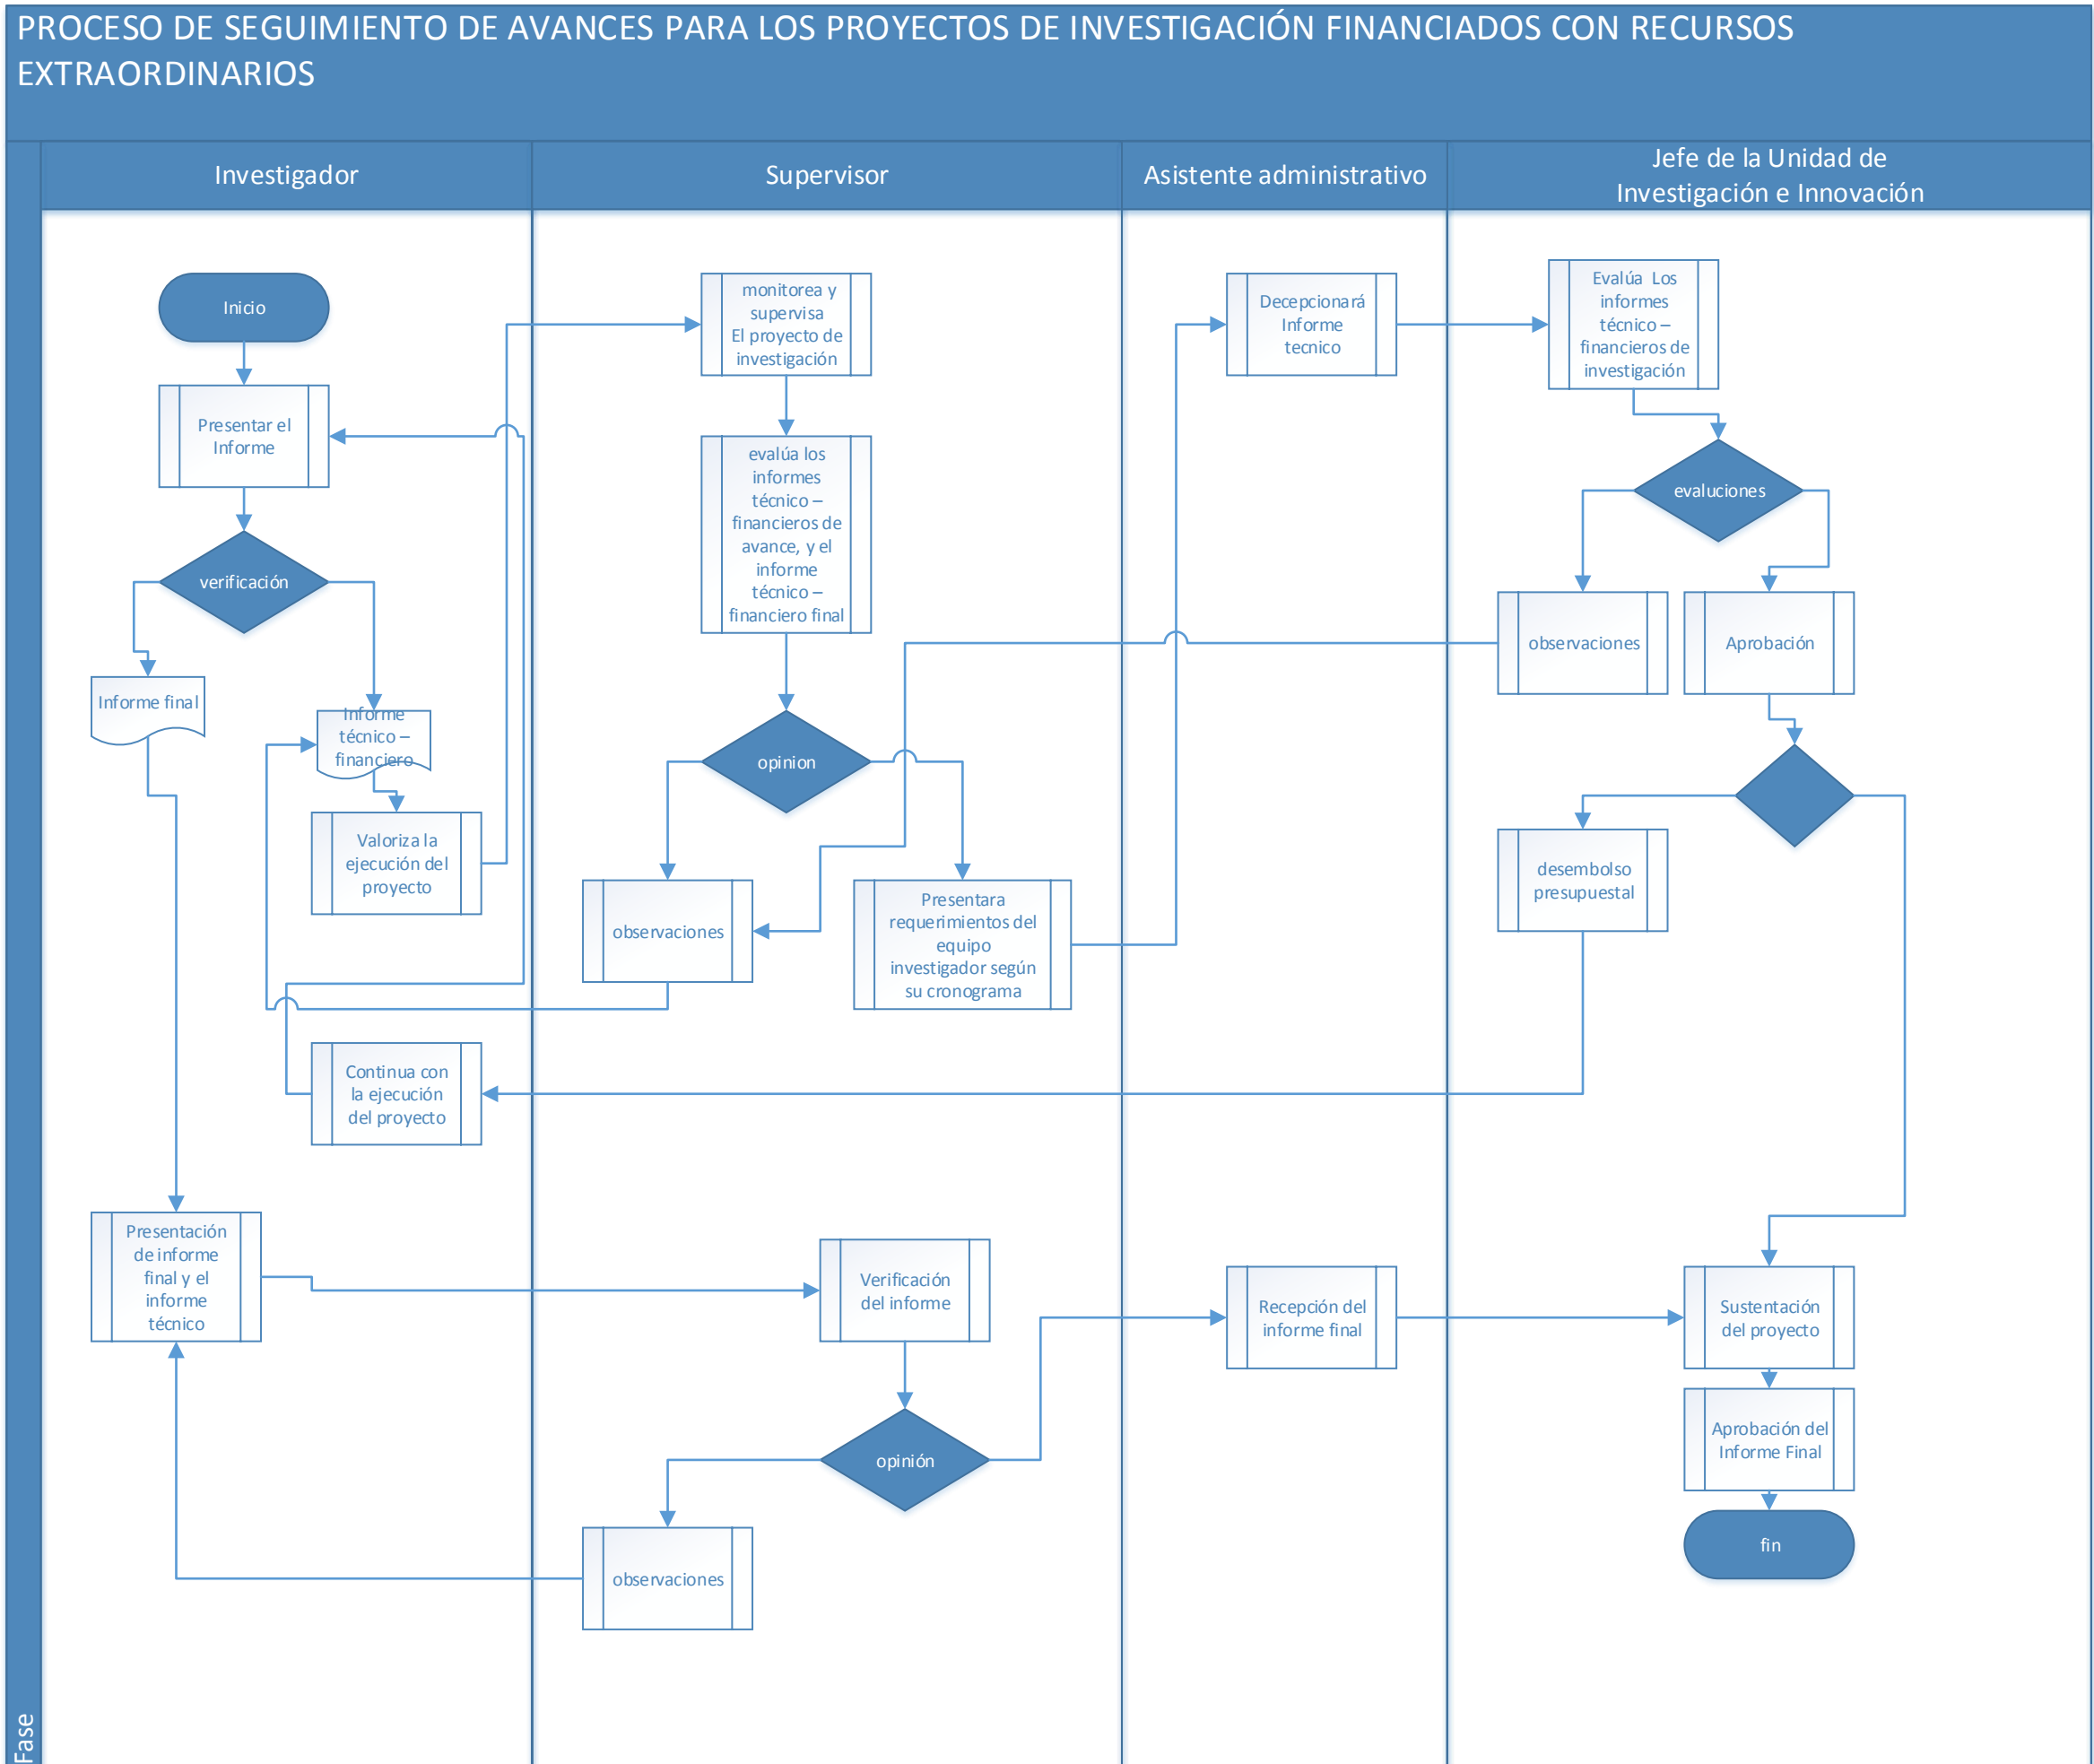 PROCESO DE SEGUIMIENTO DE AVANCES PARA LOS PROYECTOS DE INVESTIGACIÓN FINANCIADOS CON RECURSOS
EXTRAORDINARIOS
Investigador
Supervisor
Asistente administrativo
Jefe de la Unidad de
Investigación e Innovación
Inicio
Presentar el
Informe
verificación
Informe final
Informe
técnico –
financiero
Valoriza la
ejecución del
proyecto
Continua con
la ejecución
del proyecto
Presentación
de informe
final y el
informe
técnico
monitorea y
supervisa
El proyecto de
investigación
evalúa los
informes
técnico –
financieros de
avance, y el
informe
técnico –
financiero final
opinion
observaciones
Presentara
requerimientos del
equipo
investigador según
su cronograma
Verificación
del informe
opinión
observaciones
Decepcionará
Informe
tecnico
Recepción del
informe final
Evalúa Los
informes
técnico –
financieros de
investigación
evaluciones
observaciones
Aprobación
desembolso
presupuestal
Sustentación
del proyecto
Aprobación del
Informe Final
fin
Fase